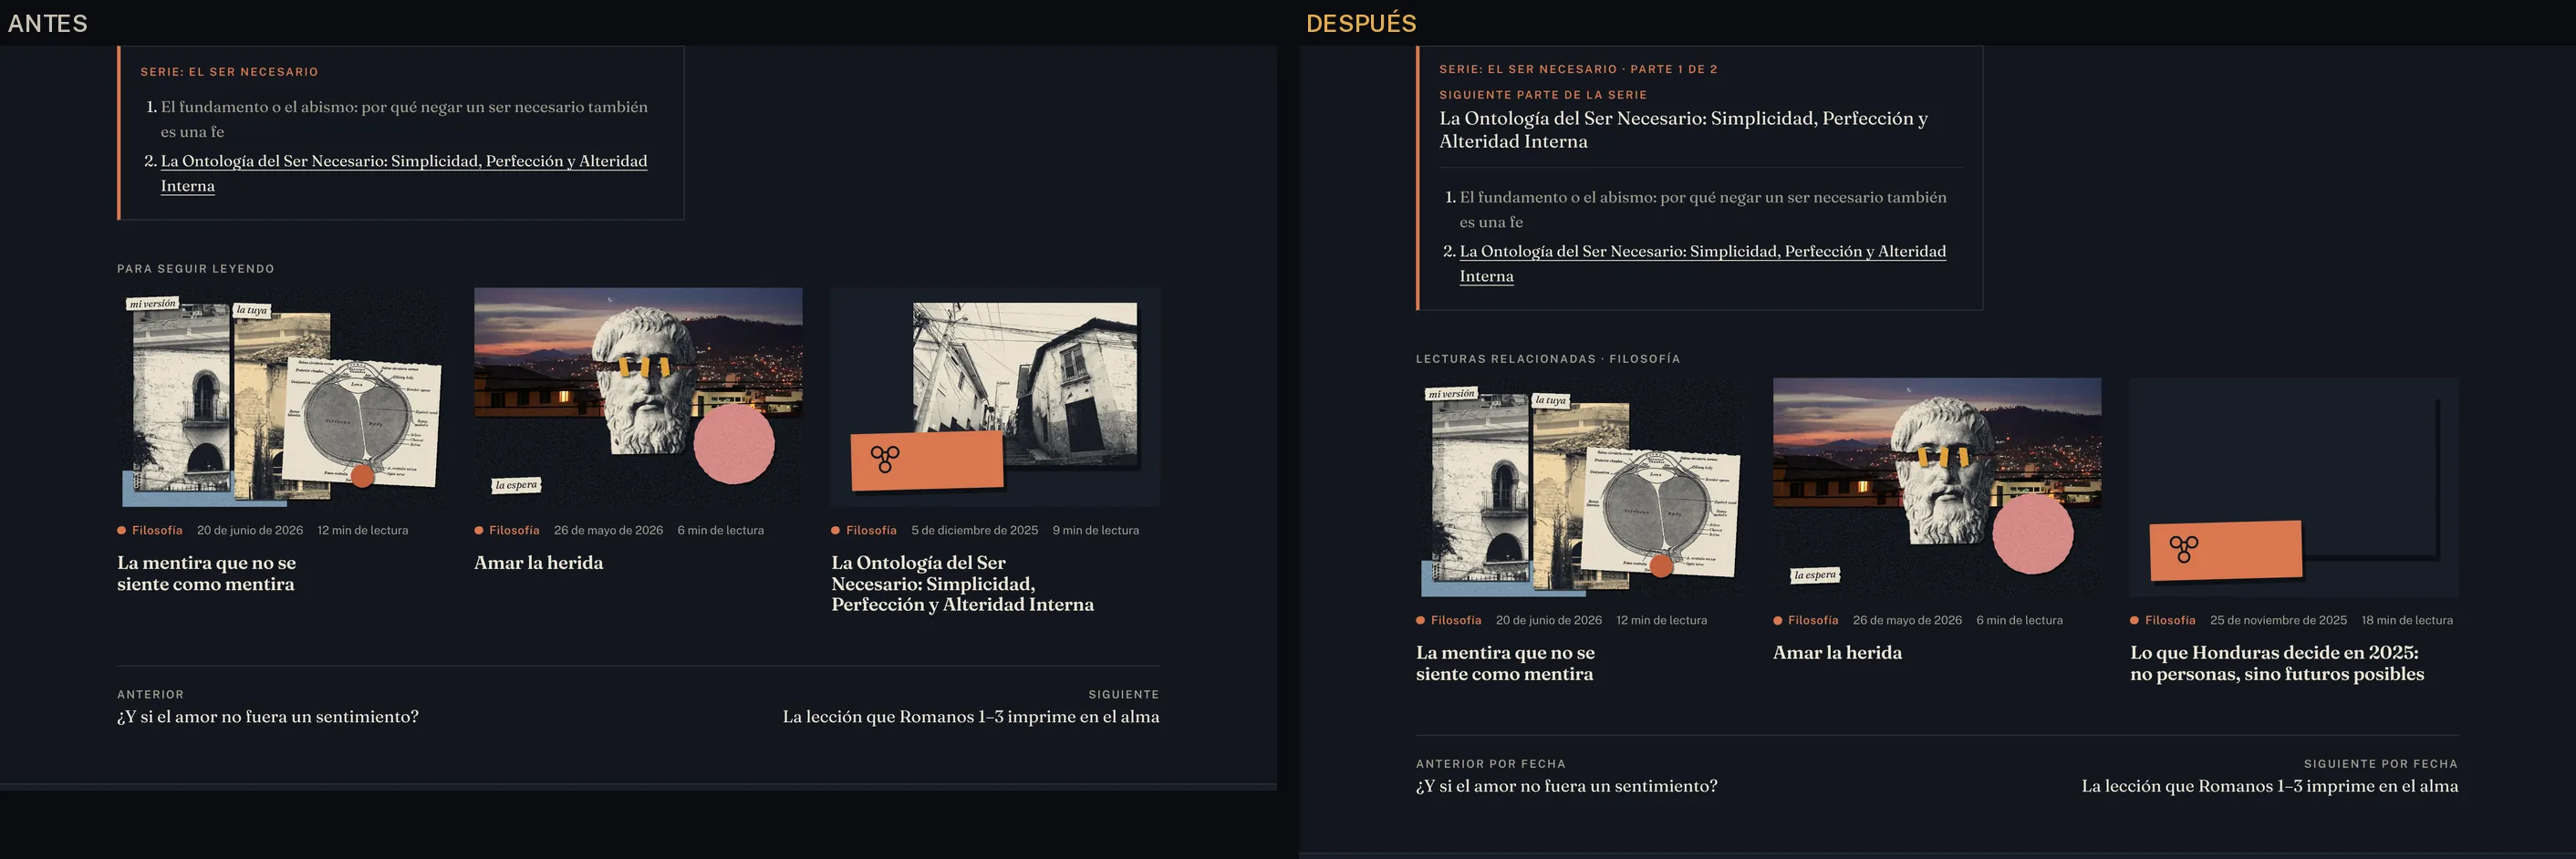 ANTES
SERIE: EL SER NECESARIO
1. El fundamento o el abismo: por qué negar un ser necesario también
es una fe
2. La Ontología del Ser Necesario: Simplicidad, Perfección y Alteridad
Interna
PARA SEGUIR LEYENDO
mi versión
la tuya
la espera
Filosofía 20 de junio de 2026 12 min de lectura
La mentira que no se
siente como mentira
Filosofía 26 de mayo de 2026 6 min de lectura
Amar la herida
Filosofía 5 de diciembre de 2025 9 min de lectura
La Ontología del Ser
Necesario: Simplicidad,
Perfección y Alteridad Interna
ANTERIOR
¿Y si el amor no fuera un sentimiento?
SIGUIENTE
La lección que Romanos 1–3 imprime en el alma
DESPUÉS
SERIE: EL SER NECESARIO · PARTE 1 DE 2
SIGUIENTE PARTE DE LA SERIE
La Ontología del Ser Necesario: Simplicidad, Perfección y
Alteridad Interna
1. El fundamento o el abismo: por qué negar un ser necesario también
es una fe
2. La Ontología del Ser Necesario: Simplicidad, Perfección y Alteridad
Interna
LECTURAS RELACIONADAS · FILOSOFÍA
mi versión
la tuya
la espera
Filosofía 20 de junio de 2026 12 min de lectura
La mentira que no se
siente como mentira
Filosofía 26 de mayo de 2026 6 min de lectura
Amar la herida
Filosofía 25 de noviembre de 2025 18 min de lectura
Lo que Honduras decide en 2025:
no personas, sino futuros posibles
ANTERIOR POR FECHA
¿Y si el amor no fuera un sentimiento?
SIGUIENTE POR FECHA
La lección que Romanos 1–3 imprime en el alma